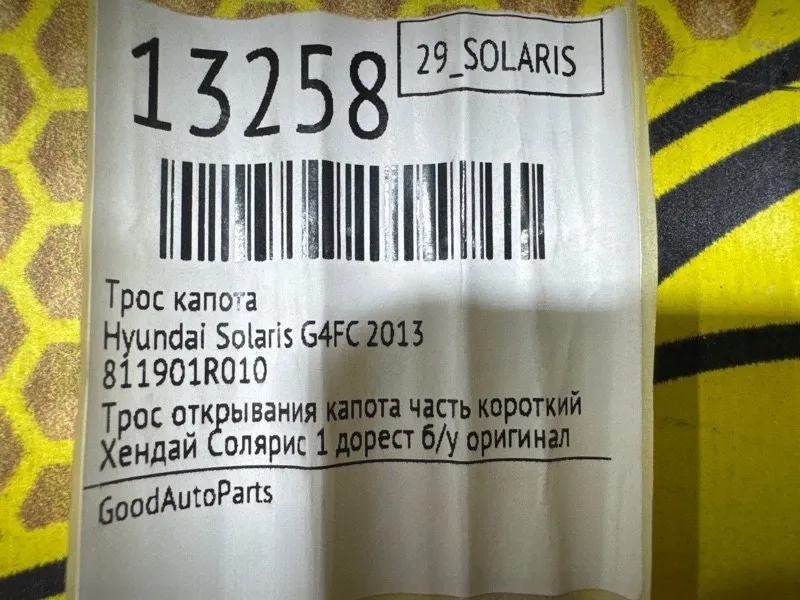 13258
29_SOLARIS
Трос капота
Hyundai Solaris G4FC 2013
811901R010
Трос открывания капота часть короткий
Хендай Солярис 1 дорест б/у оригинал
GoodAutoParts